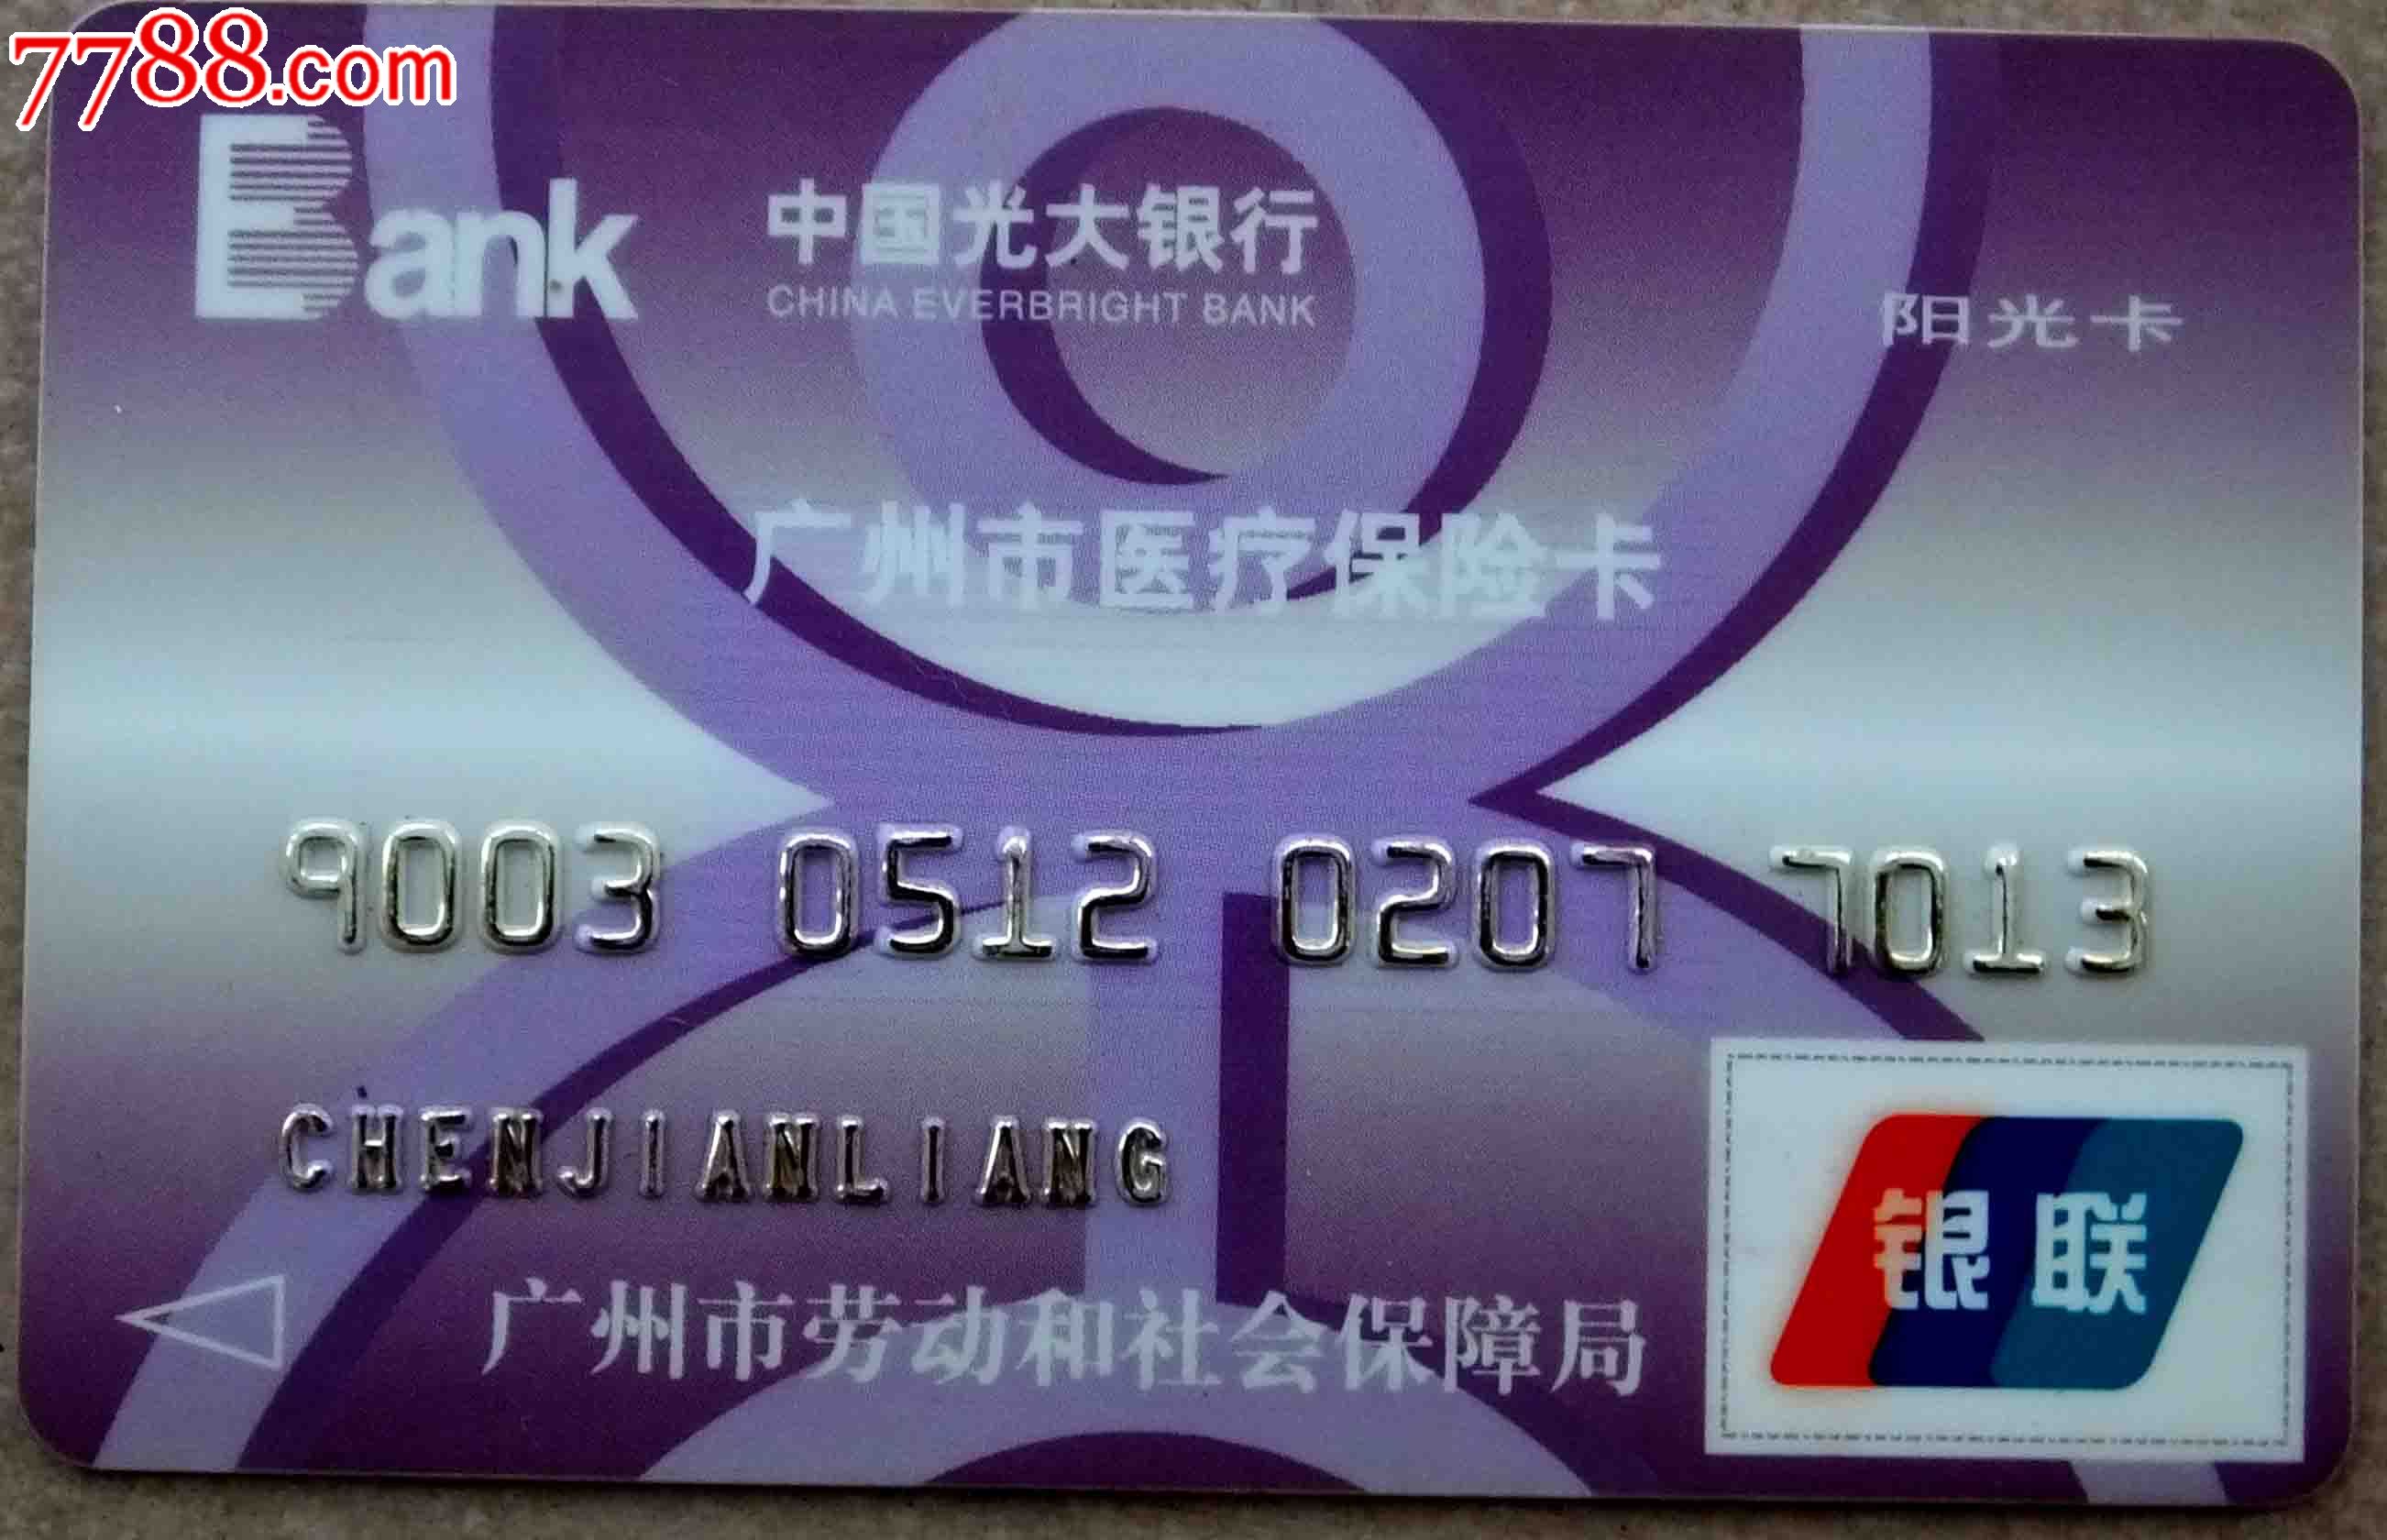 7788.com
Bank
中国光大银行
CHINA EVERBRIGHT BANK
阳光卡
广州市医疗保险卡
9003 0512 0207 7013
CHENJIANLIANG
广州市劳动和社会保障局
银联